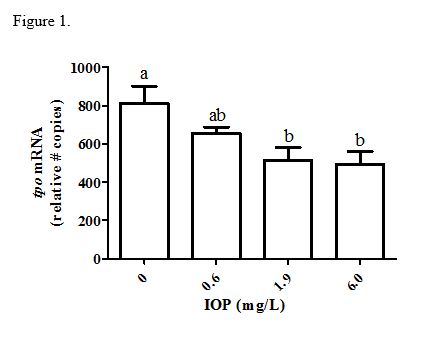 Figure 1.
1000
800
600
400
200
0
tpo mRNA
(relative # copies)
a
ab
b
b
0
0.6
1.9
6.0
IOP (mg/L)